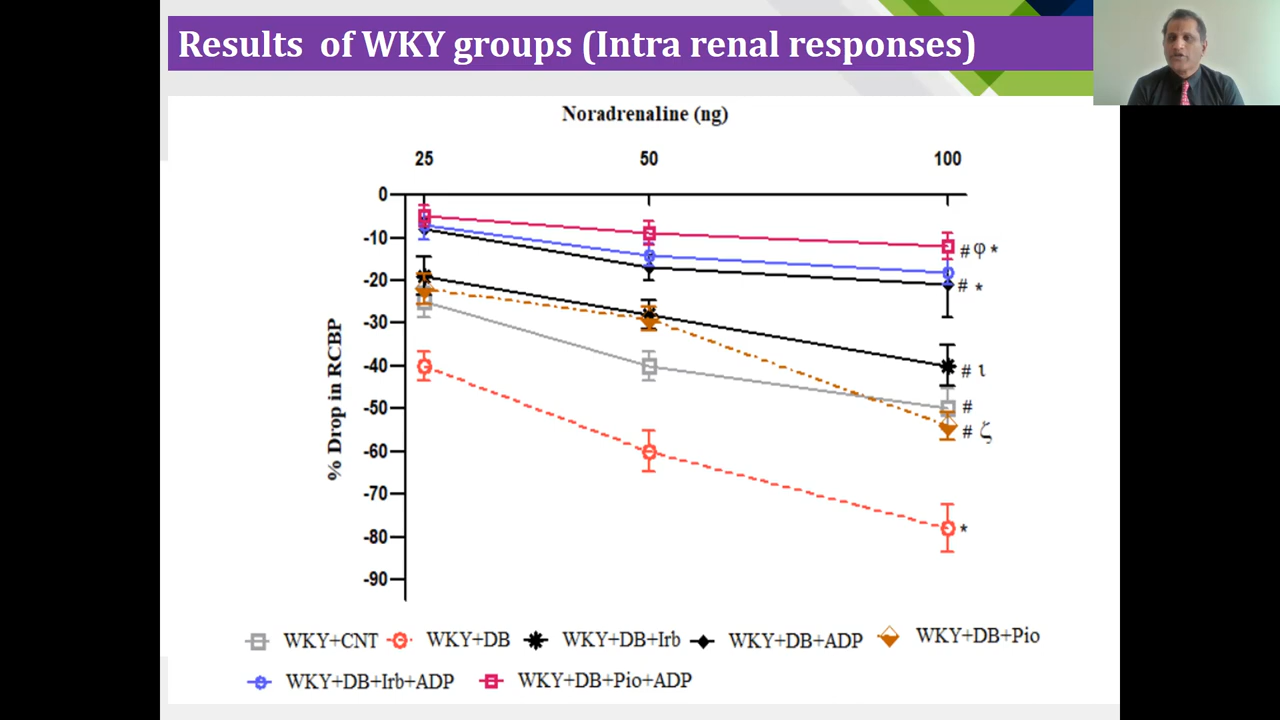 Results of WKY groups (Intra renal responses)
Noradrenaline (ng)
25 50 100
0
-10
-20
-30
-40
-50
-60
-70
-80
-90
% Drop in RCBP
# φ *
# *
# ι
#
# ζ
*
WKY+CNT WKY+DB WKY+DB+Irb WKY+DB+ADP WKY+DB+Pio
WKY+DB+Irb+ADP WKY+DB+Pio+ADP